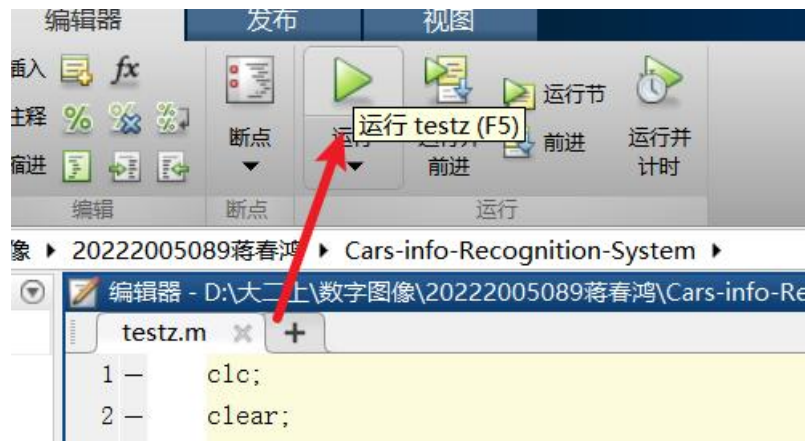 编辑器 发布 视图
插入 fx
注释
缩进
断点
运行
运行 testz (F5)
前进
运行节
前进
运行并
计时
编辑 断点 运行
像 ▸ 20222005089蒋春鸿 ▸ Cars-info-Recognition-System ▸
编辑器 - D:\大二上\数字图像\20222005089蒋春鸿\Cars-info-Re
testz.m × +
1 — clc;
2 — clear;